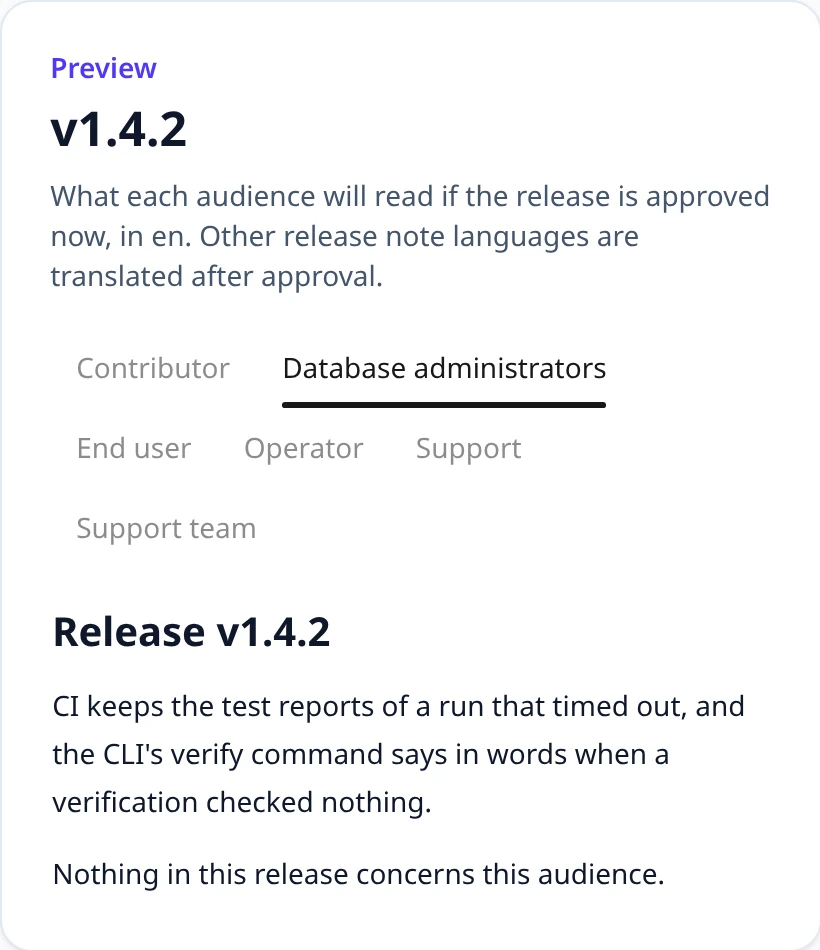 Preview
v1.4.2
What each audience will read if the release is approved
now, in en. Other release note languages are
translated after approval.
Contributor Database administrators
End user Operator Support
Support team
Release v1.4.2
CI keeps the test reports of a run that timed out, and
the CLI's verify command says in words when a
verification checked nothing.
Nothing in this release concerns this audience.